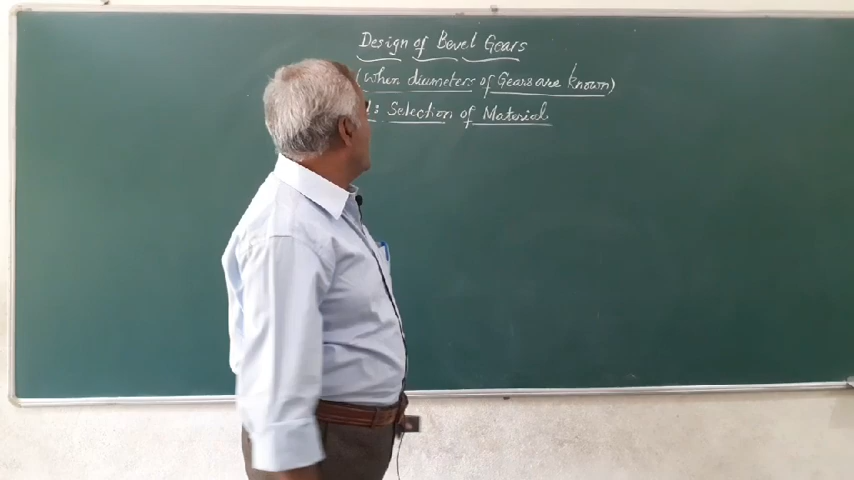 Design of Bevel Gears
(when diameters of Gears are known)
: Selection of Material